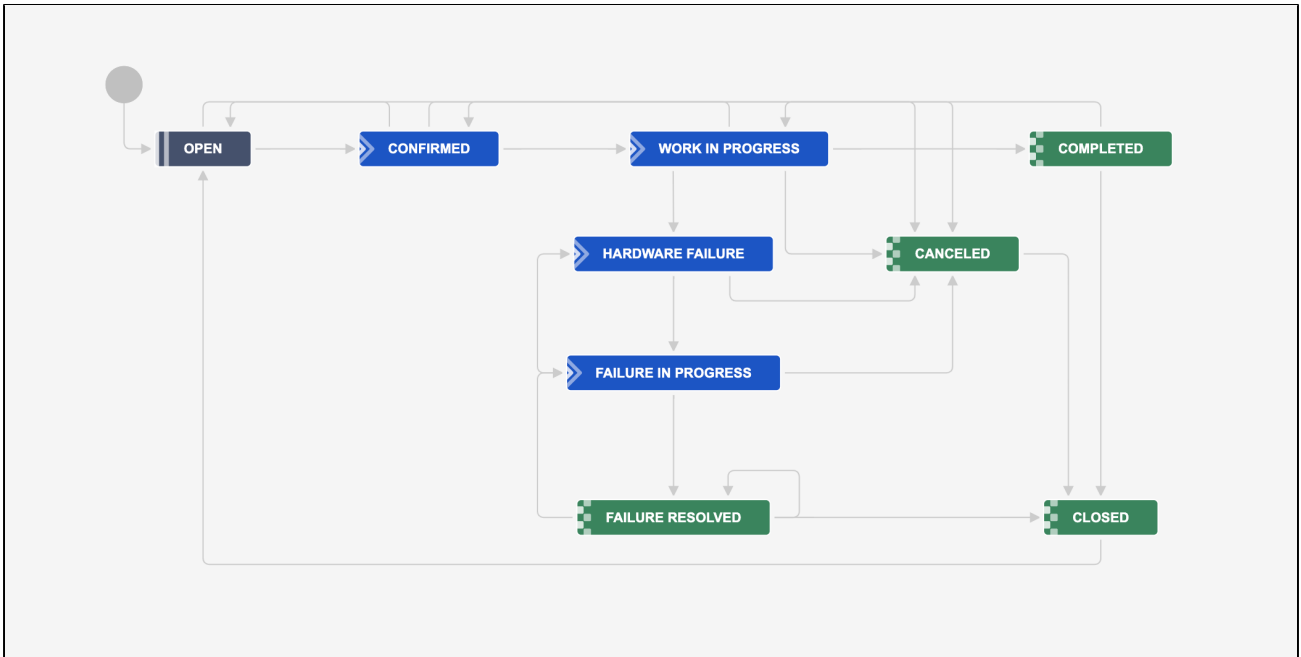 OPEN
CONFIRMED
WORK IN PROGRESS
COMPLETED
HARDWARE FAILURE
CANCELED
FAILURE IN PROGRESS
FAILURE RESOLVED
CLOSED